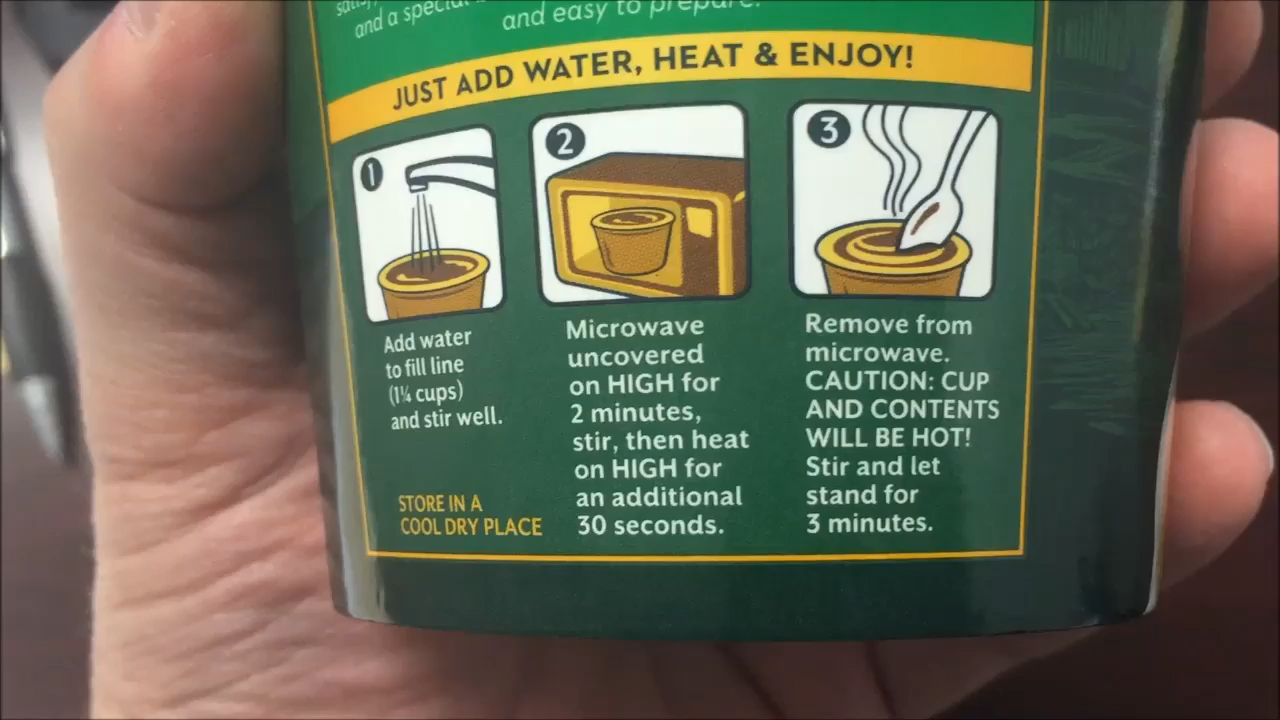 and a special
and easy to prepare.
JUST ADD WATER, HEAT & ENJOY!
1
2
3
Add water
to fill line
(1¼ cups)
and stir well.
Microwave
uncovered
on HIGH for
2 minutes,
stir, then heat
on HIGH for
an additional
30 seconds.
Remove from
microwave.
CAUTION: CUP
AND CONTENTS
WILL BE HOT!
Stir and let
stand for
3 minutes.
STORE IN A
COOL DRY PLACE